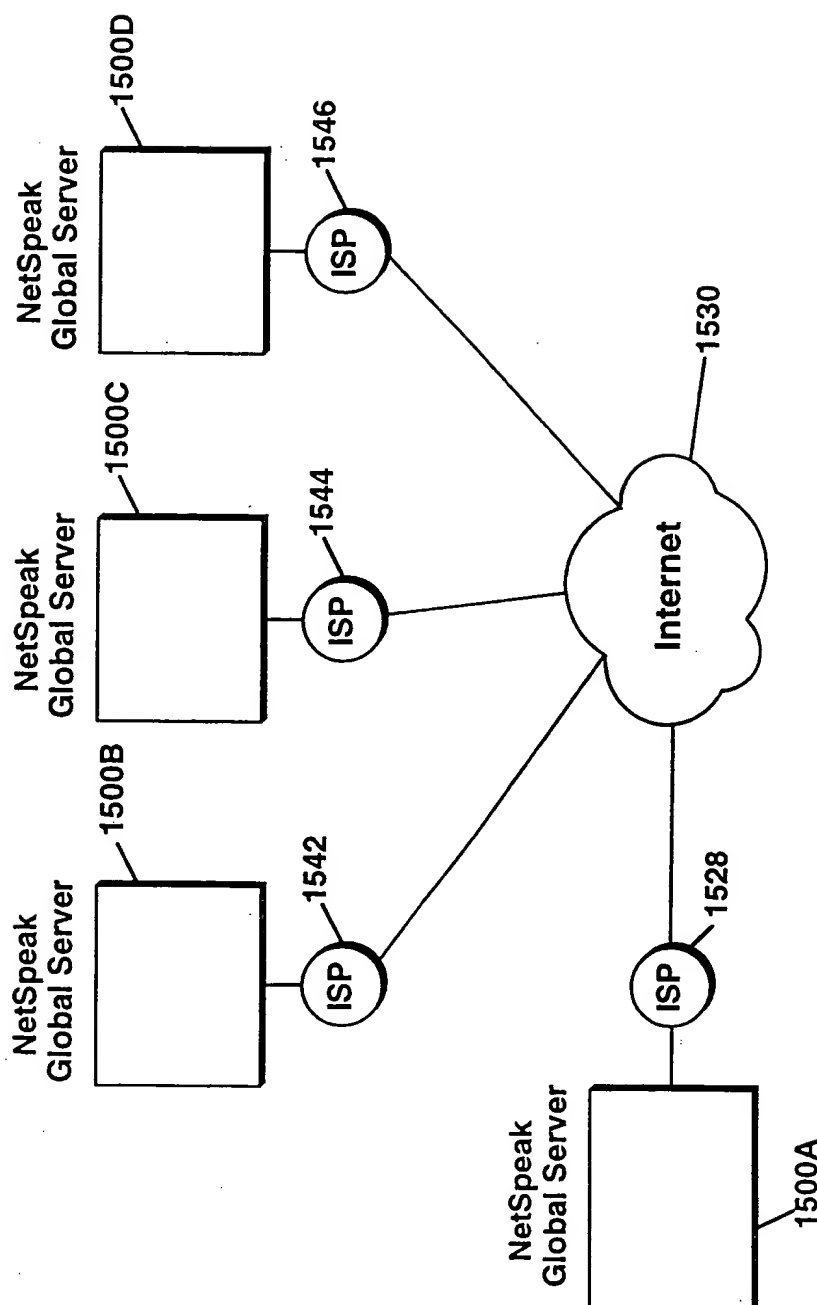 NetSpeak
Global Server
1500B
ISP
1542
NetSpeak
Global Server
1500C
ISP
1544
NetSpeak
Global Server
1500D
ISP
1546
Internet
1530
NetSpeak
Global Server
1500A
ISP
1528